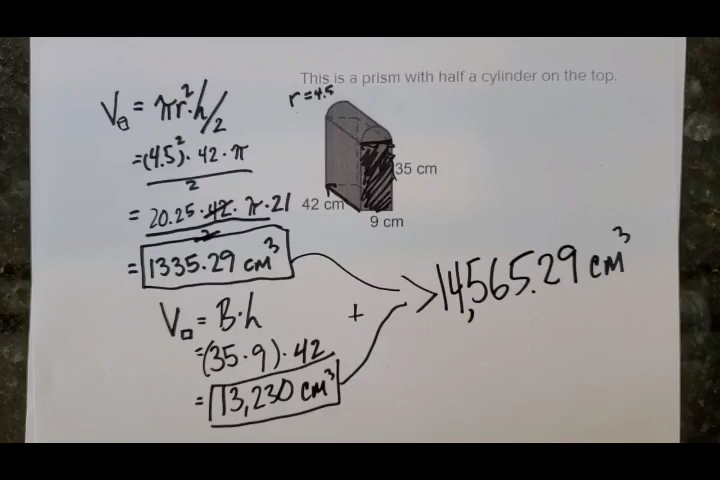 This is a prism with half a cylinder on the top.
r=4.5
35 cm
42 cm
9 cm
V = πr²·h/2
=(4.5)²·42·π
2
= 20.25·42·π·21
2
= 1335.29 cm³
V = B·h
=(35·9)·42
= 13,230 cm³
+
>14,565.29 cm³